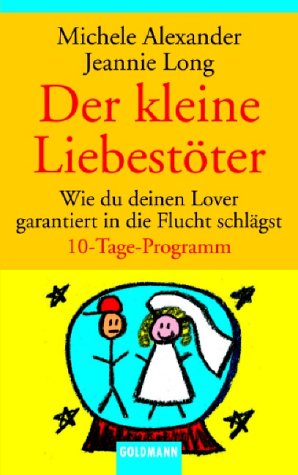 Michele Alexander
Jeannie Long
Der kleine
Liebestöter
Wie du deinen Lover
garantiert in die Flucht schlägst
10-Tage-Programm
GOLDMANN